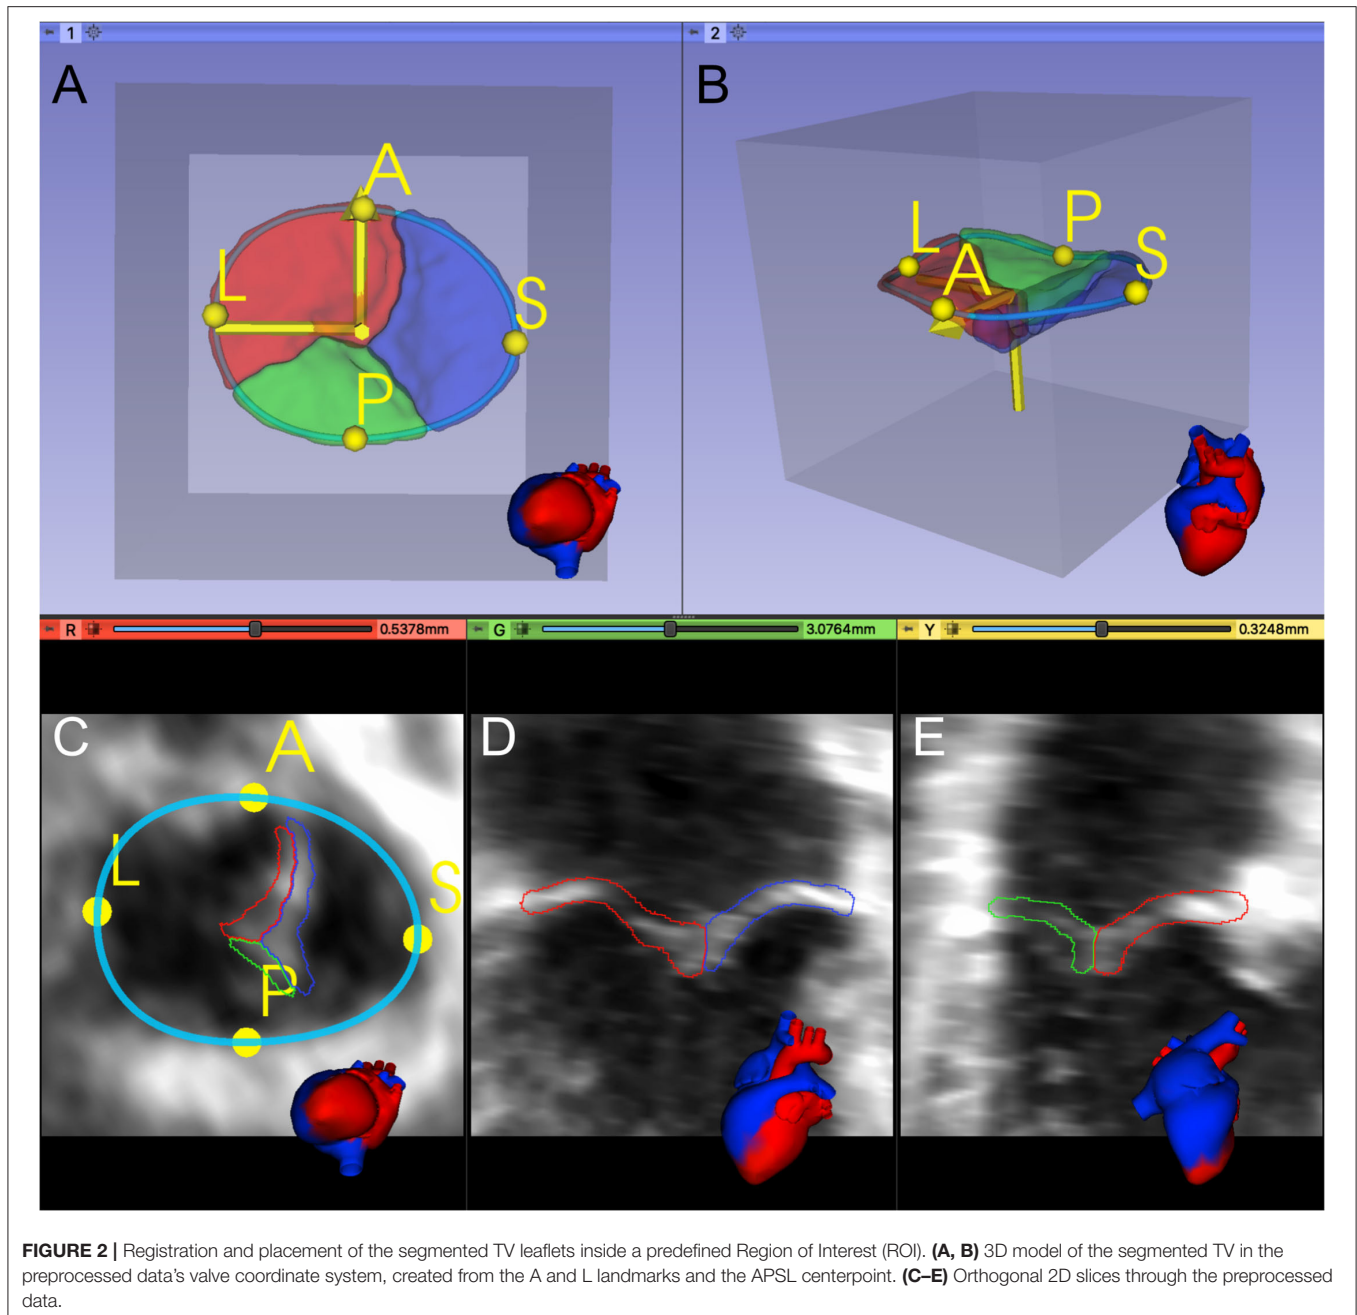 1
2
A
B
A
L
S
P
L
A
P
S
R
0.5378mm
G
3.0764mm
Y
0.3248mm
C
D
E
A
L
S
P
FIGURE 2 | Registration and placement of the segmented TV leaflets inside a predefined Region of Interest (ROI). (A, B) 3D model of the segmented TV in the
preprocessed data’s valve coordinate system, created from the A and L landmarks and the APSL centerpoint. (C–E) Orthogonal 2D slices through the preprocessed
data.